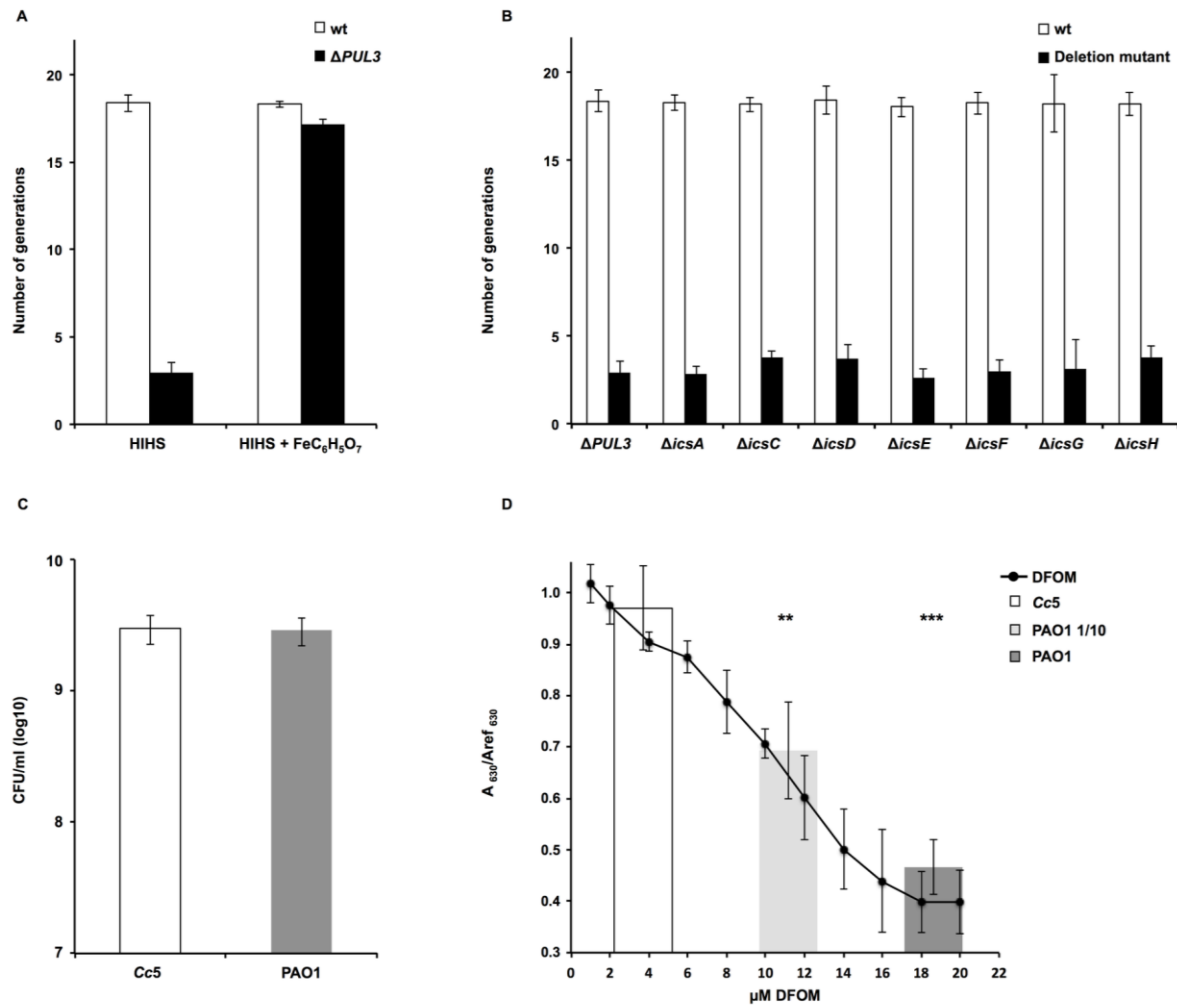 A
wt
ΔPUL3
20
15
10
5
0
Number of generations
HIHS
HIHS + FeC₆H₅O₇
B
wt
Deletion mutant
20
15
10
5
0
Number of generations
ΔPUL3 ΔicsA ΔicsC ΔicsD ΔicsE ΔicsF ΔicsG ΔicsH
C
10
9
8
7
CFU/ml (log10)
Cc5
PAO1
D
DFOM
Cc5
PAO1 1/10
PAO1
**
***
1.0
0.9
0.8
0.7
0.6
0.5
0.4
0.3
A ₆₃₀/Aref ₆₃₀
0 2 4 6 8 10 12 14 16 18 20 22
µM DFOM